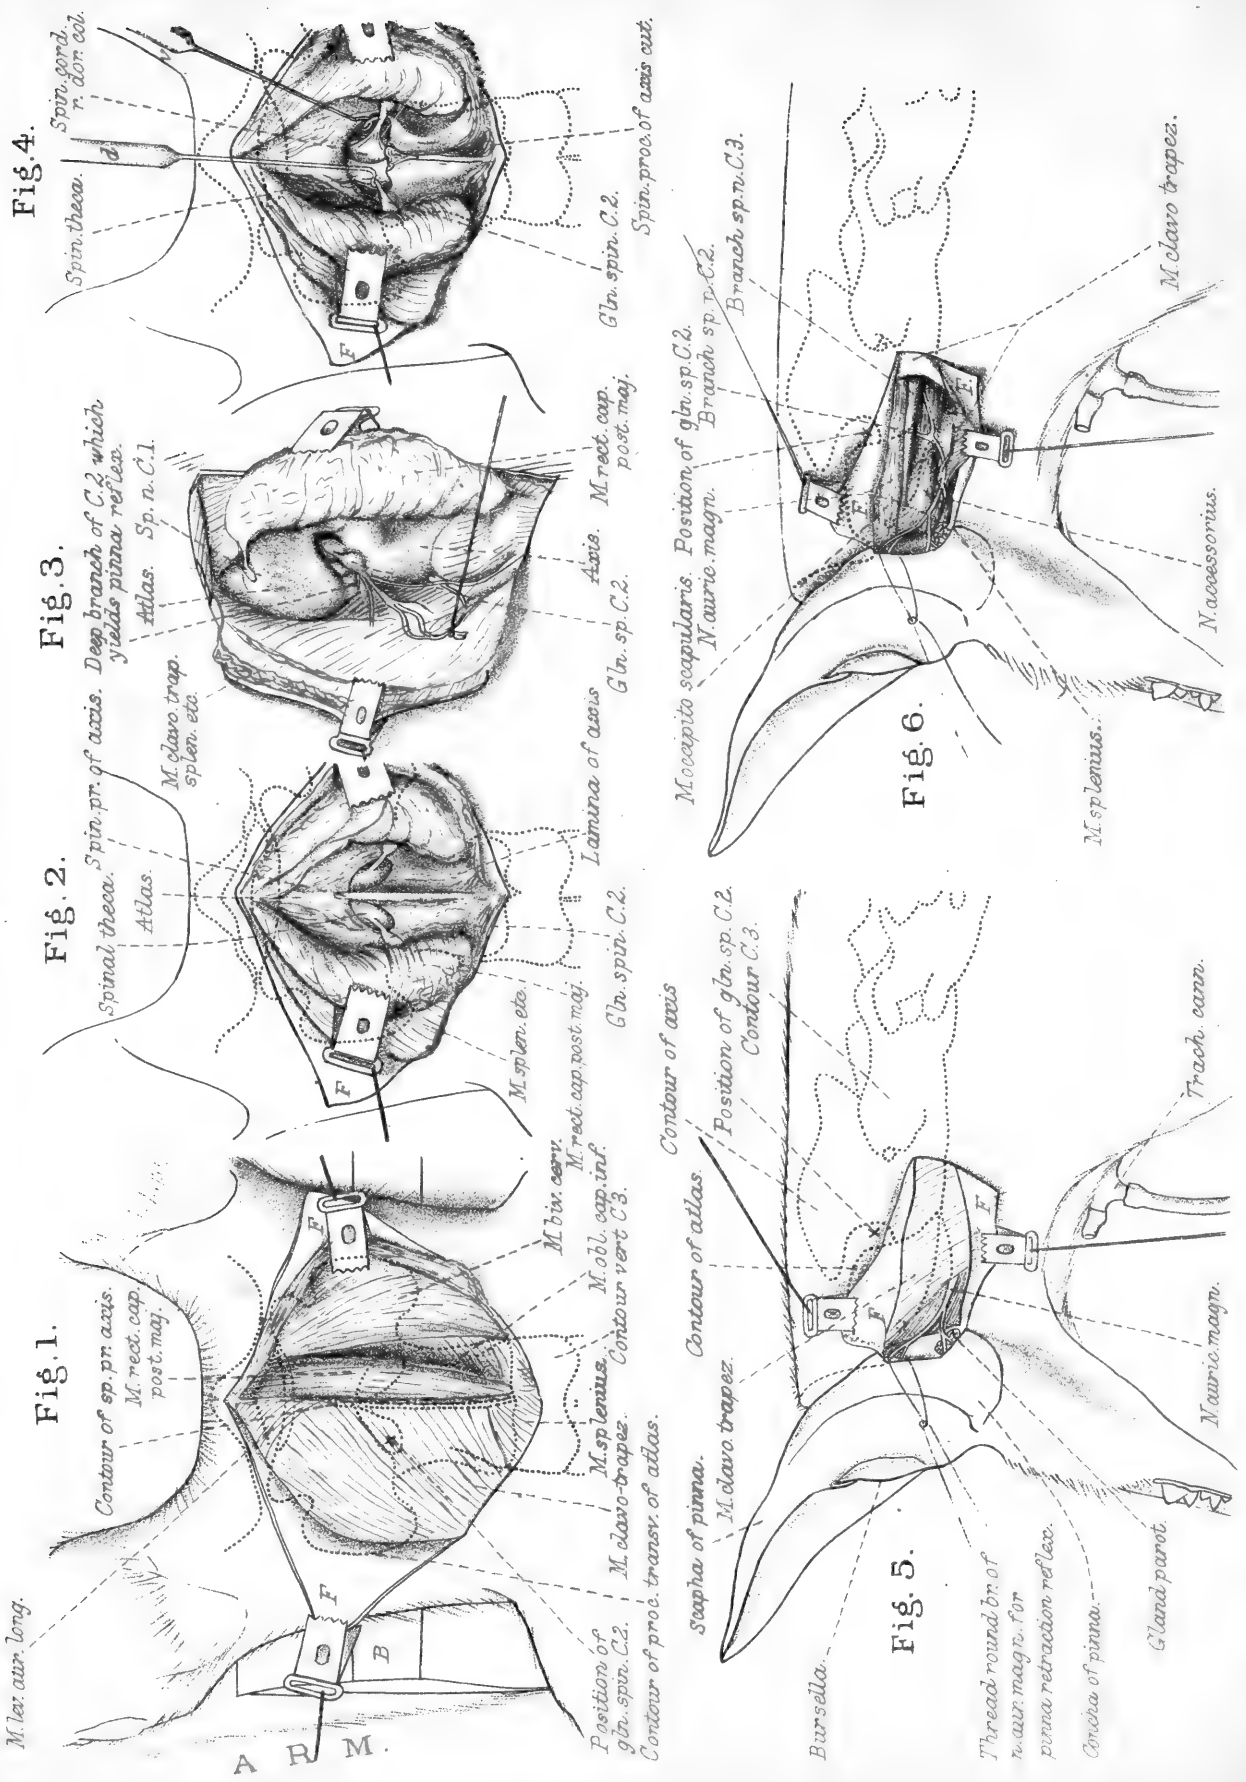 Fig. 1.
M. lev. aur. long.
Contour of sp. pr. axis.
M. rect. cap.
post. maj.
F
F
B
A R M.
Position of
gln. spin. C.2.
Contour of proc. transv. of atlas.
M. clavo-trapez.
M. splenius.
Contour vert C3.
M. obl. cap. inf.
M. biv. cerv.
Fig. 2.
Spinal theca.
Atlas.
Spin. pr. of axis.
F
M. splen. etc.
M. rect. cap. post maj.
Gln. spin. C.2.
Lamina of axis
Fig. 3.
M. clavo. trap.
splen. etc
Deep branch of C.2 which
yields pinna reflex.
Atlas.
Sp. n. C.1.
Gln. sp. C.2.
Axis.
M. rect cap.
post. maj.
Fig. 4.
Spin. theca.
Spin. cord.
r. dor. col.
d
F
Gln. spin. C.2.
Spin. proc. of axis cut.
Fig. 5.
Scapha of pinna.
M. clavo. trapez.
Contour of atlas
Contour of axis
Position of gln. sp. C.2.
Contour C.3.
F
F
Bursella.
Thread round br. of
n. aur. magn. for
pinna retraction reflex.
Concha of pinna.
Gland parot.
N. auric. magn.
Trach. cann.
Fig. 6.
M. occipito scapularis.
N. auric. magn.
Position of gln. sp. C.2.
Branch sp. n. C.2.
Branch sp. n. C.3.
F.
F.
M. splenius.
N. accessorius.
M. clavo trapez.